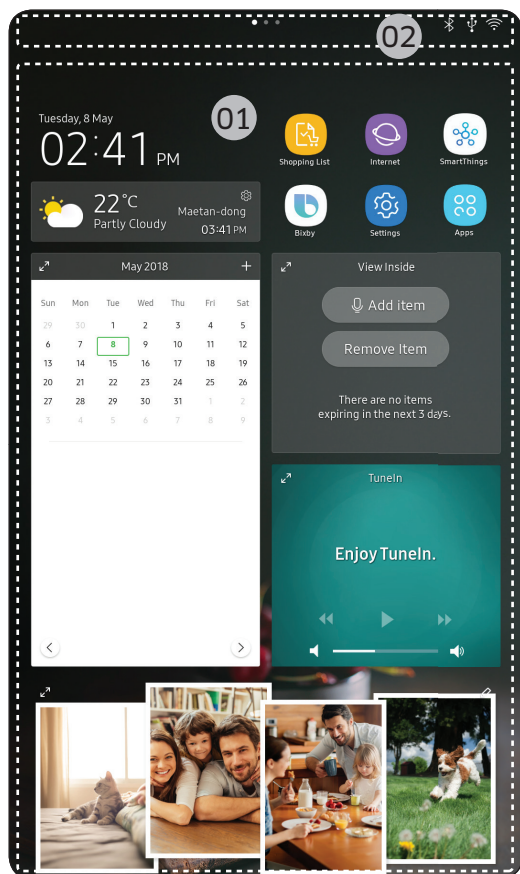 02
Tuesday, 8 May
02:41 PM
01
Shopping List
Internet
SmartThings
22°C
Partly Cloudy
Maetan-dong
03:41 PM
Bixby
Settings
Apps
May 2018 +
Sun Mon Tue Wed Thu Fri Sat
29 30 1 2 3 4 5
6 7 8 9 10 11 12
13 14 15 16 17 18 19
20 21 22 23 24 25 26
27 28 29 30 31 1 2
3 4 5 6 7 8 9
View Inside
Add item
Remove Item
There are no items
expiring in the next 3 days.
TuneIn
Enjoy TuneIn.